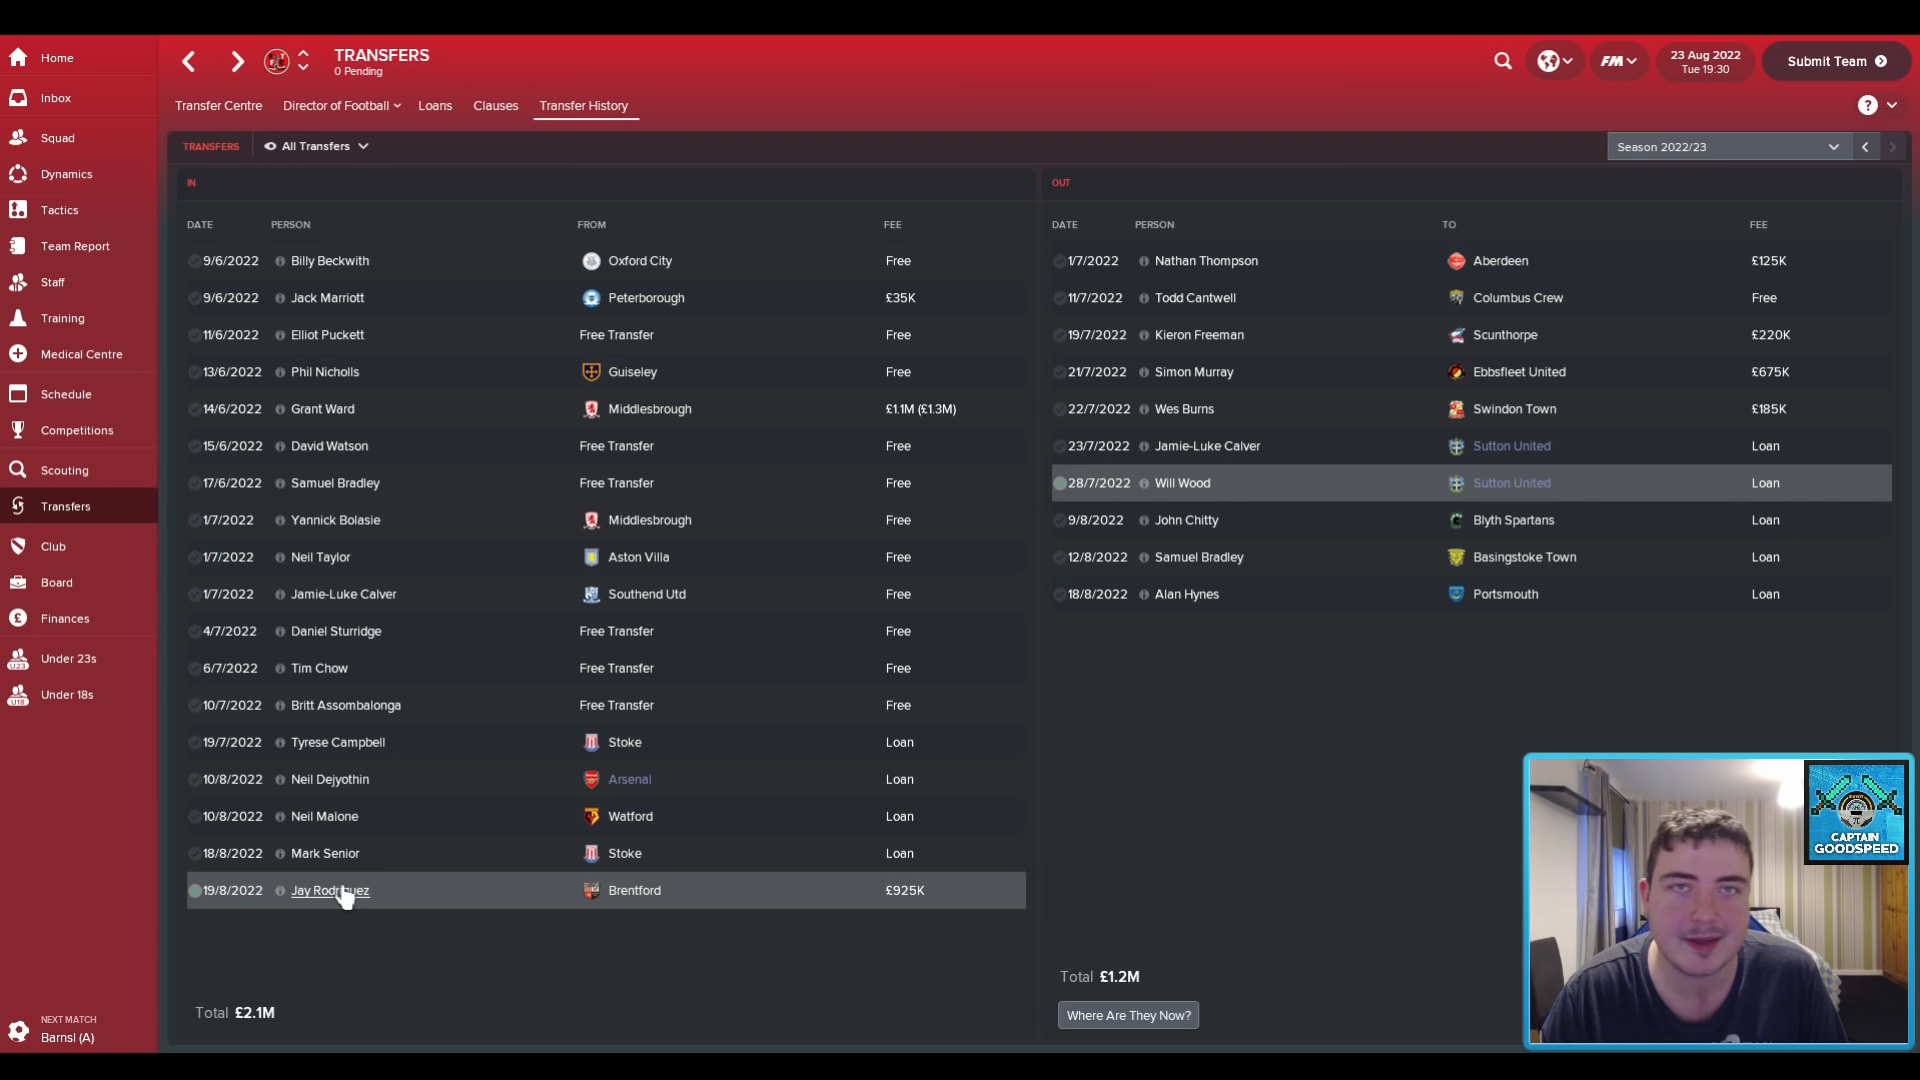 Home
Inbox
Squad
Dynamics
Tactics
Team Report
Staff
Training
Medical Centre
Schedule
Competitions
Scouting
Transfers
Club
Board
Finances
U23 Under 23s
U18 Under 18s
NEXT MATCH
Barnsl (A)
TRANSFERS
0 Pending
FM
23 Aug 2022
Tue 19:30
Submit Team
Transfer Centre Director of Football Loans Clauses Transfer History
?
TRANSFERS All Transfers
Season 2022/23
IN
DATE PERSON FROM FEE
9/6/2022 Billy Beckwith Oxford City Free
9/6/2022 Jack Marriott Peterborough £35K
11/6/2022 Elliot Puckett Free Transfer Free
13/6/2022 Phil Nicholls Guiseley Free
14/6/2022 Grant Ward Middlesbrough £1.1M (£1.3M)
15/6/2022 David Watson Free Transfer Free
17/6/2022 Samuel Bradley Free Transfer Free
1/7/2022 Yannick Bolasie Middlesbrough Free
1/7/2022 Neil Taylor Aston Villa Free
1/7/2022 Jamie-Luke Calver Southend Utd Free
4/7/2022 Daniel Sturridge Free Transfer Free
6/7/2022 Tim Chow Free Transfer Free
10/7/2022 Britt Assombalonga Free Transfer Free
19/7/2022 Tyrese Campbell Stoke Loan
10/8/2022 Neil Dejyothin Arsenal Loan
10/8/2022 Neil Malone Watford Loan
18/8/2022 Mark Senior Stoke Loan
19/8/2022 Jay Rodriguez Brentford £925K
Total £2.1M
OUT
DATE PERSON TO FEE
1/7/2022 Nathan Thompson Aberdeen £125K
11/7/2022 Todd Cantwell Columbus Crew Free
19/7/2022 Kieron Freeman Scunthorpe £220K
21/7/2022 Simon Murray Ebbsfleet United £675K
22/7/2022 Wes Burns Swindon Town £185K
23/7/2022 Jamie-Luke Calver Sutton United Loan
28/7/2022 Will Wood Sutton United Loan
9/8/2022 John Chitty Blyth Spartans Loan
12/8/2022 Samuel Bradley Basingstoke Town Loan
18/8/2022 Alan Hynes Portsmouth Loan
Total £1.2M
Where Are They Now?
CAPTAIN
GOODSPEED